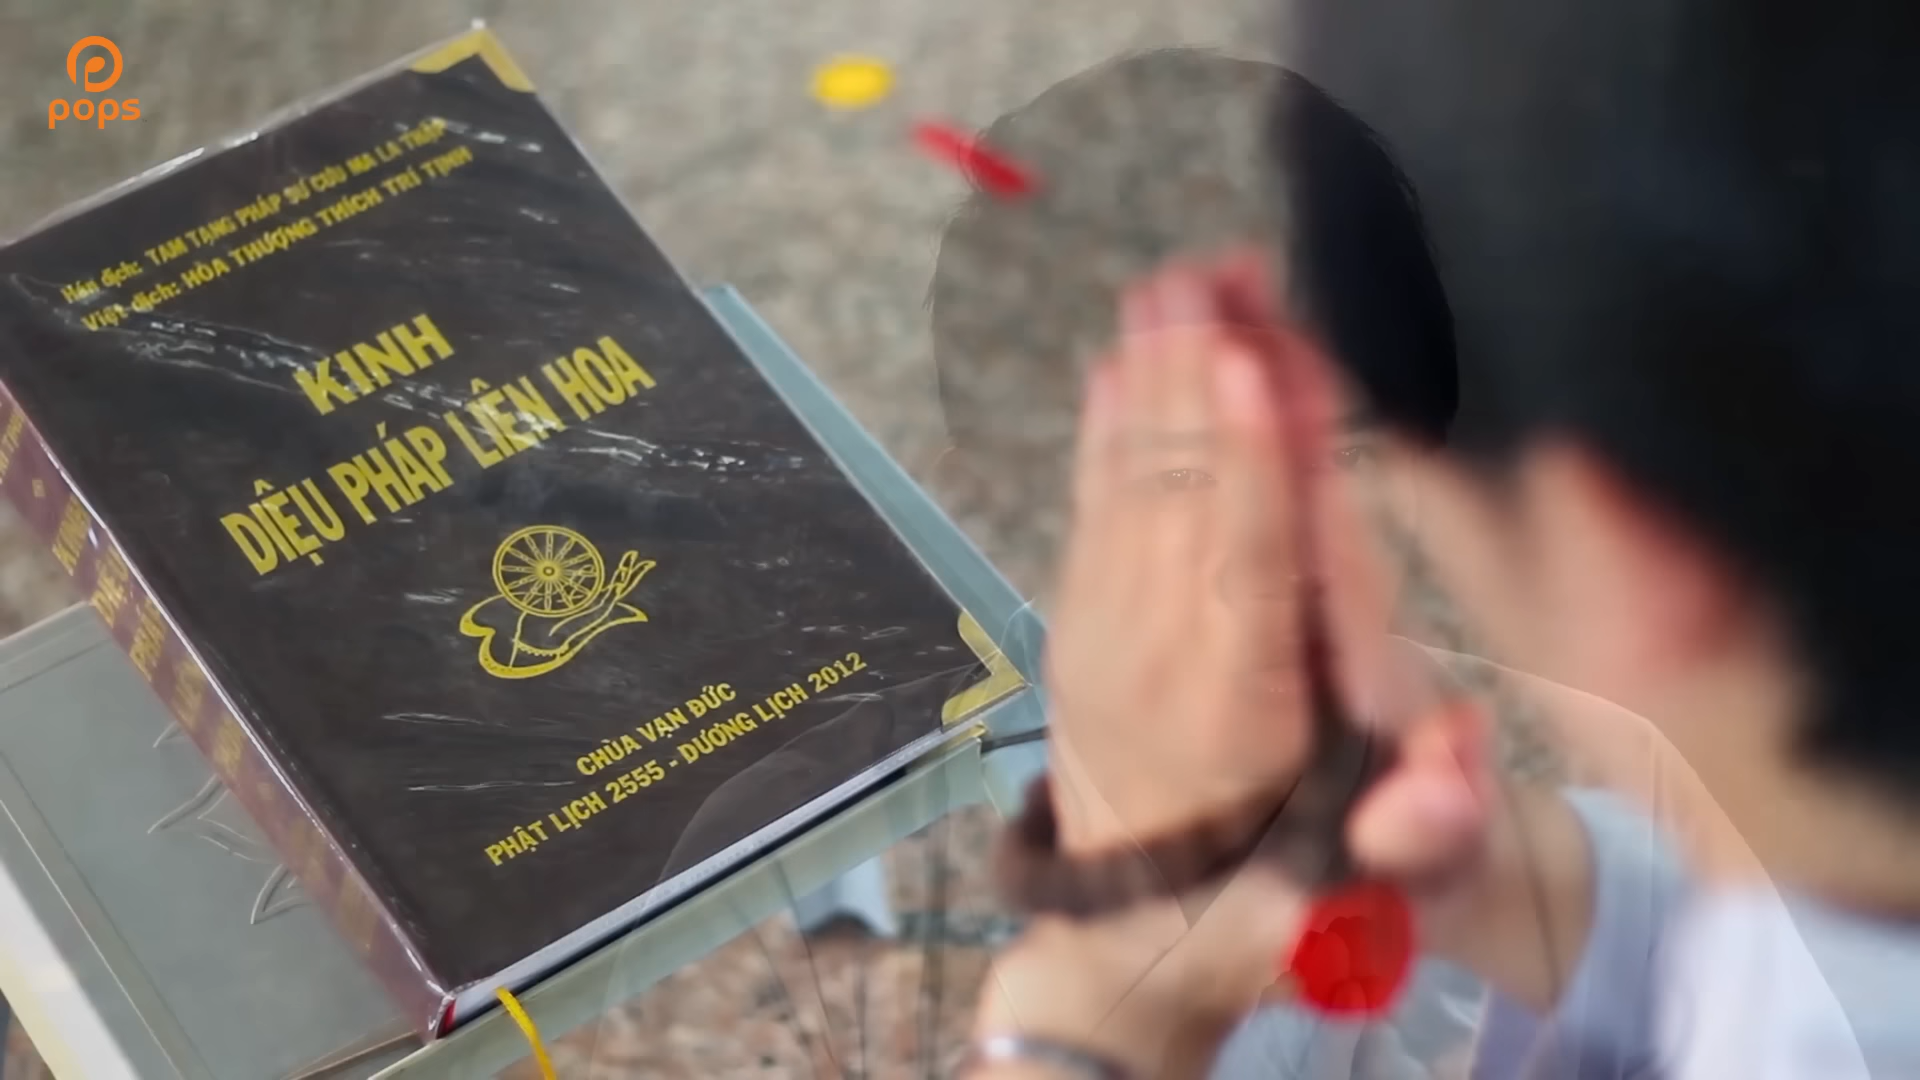 pops
Hán dịch: TAM TẠNG PHÁP SƯ CƯU MA LA THẬP
Việt dịch: HÒA THƯỢNG THÍCH TRÍ TỊNH
KINH
DIỆU PHÁP LIÊN HOA
CHÙA VẠN ĐỨC
PHẬT LỊCH 2555 - DƯƠNG LỊCH 2012